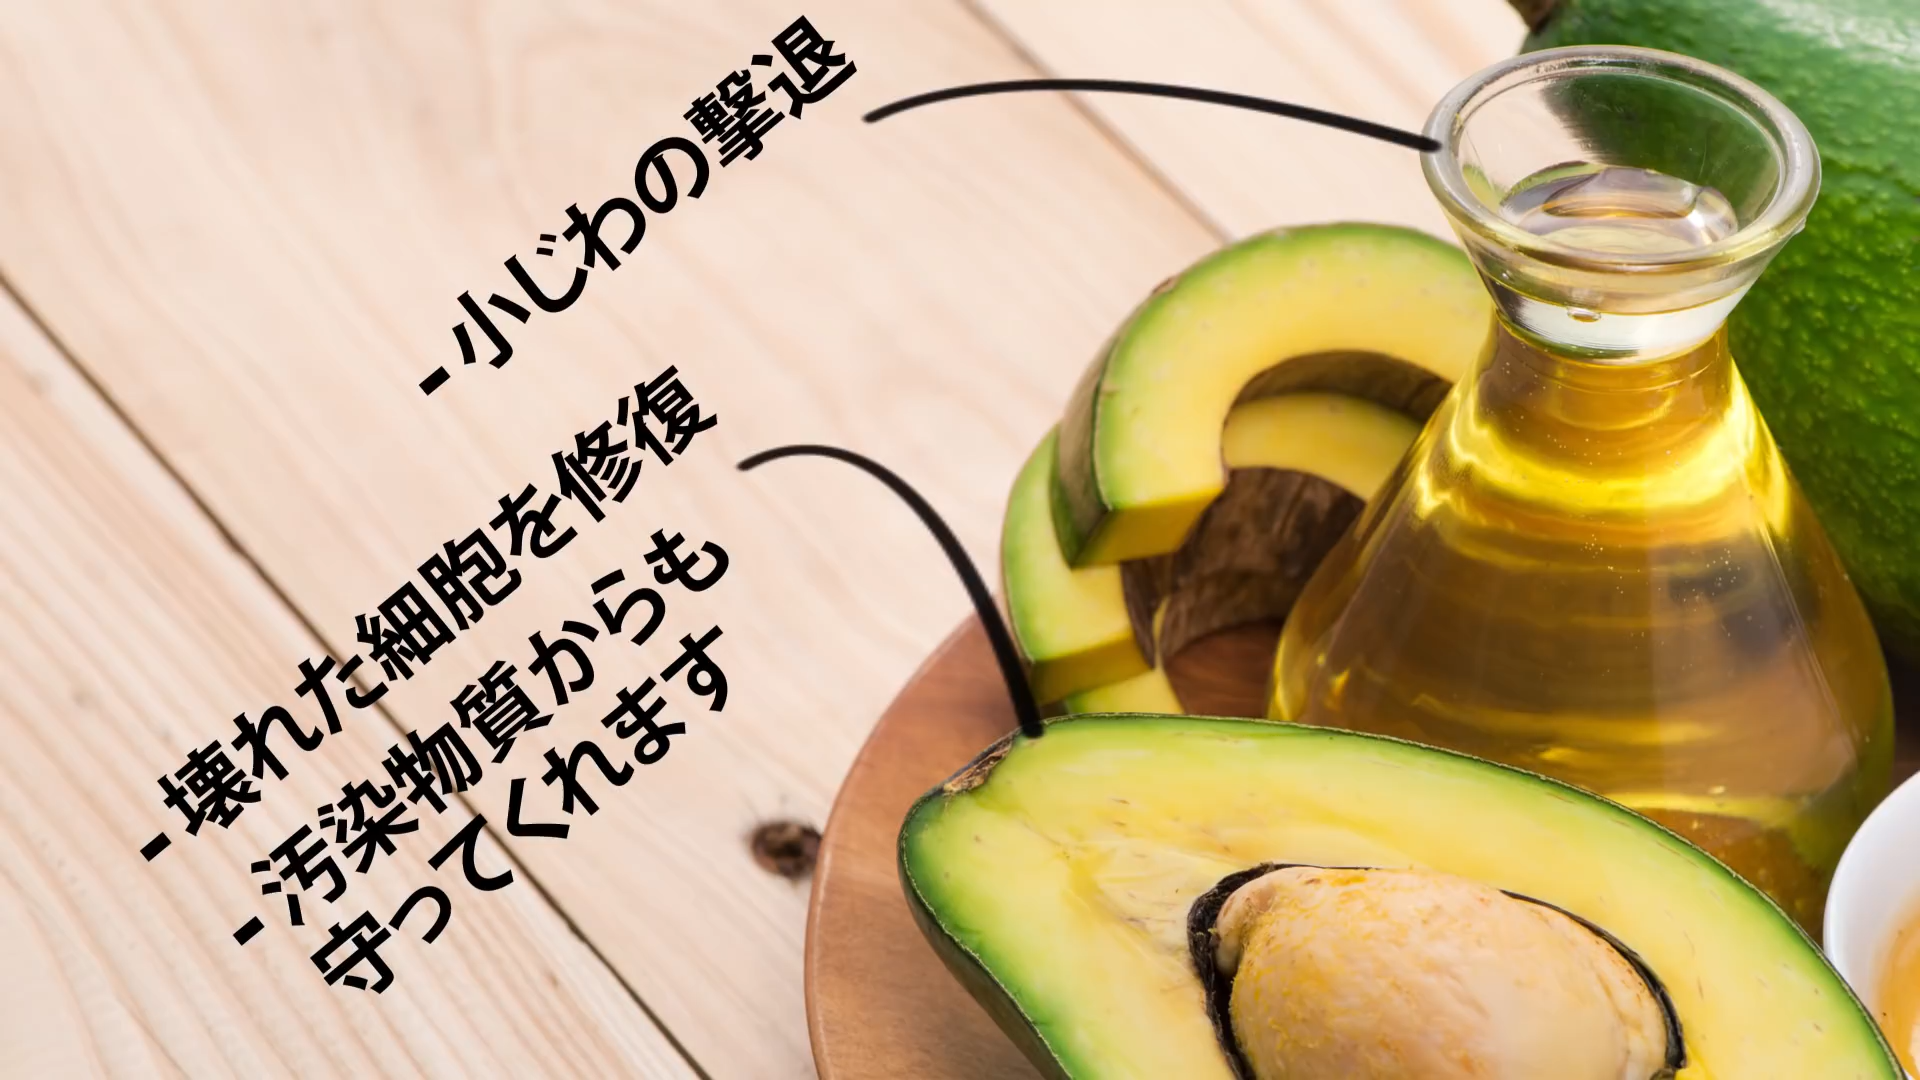 - 小じわの撃退
- 壊れた細胞を修復
- 汚染物質からも
守ってくれます